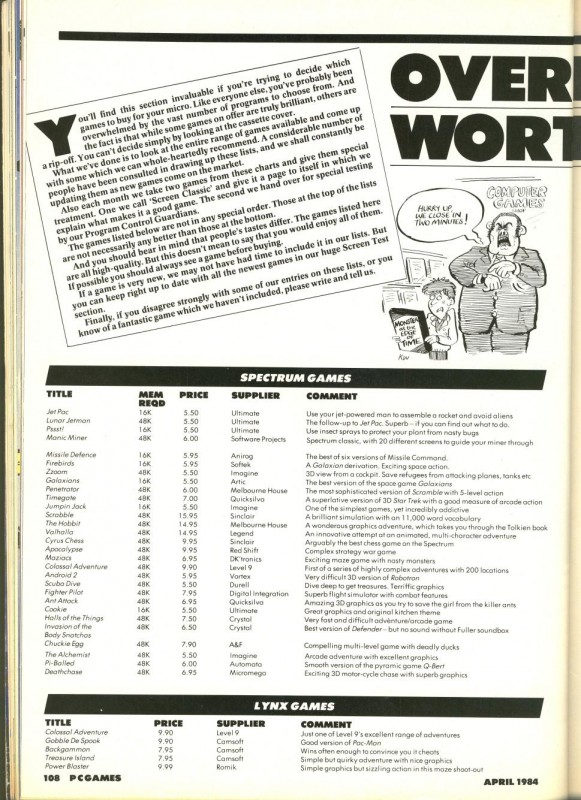 You'll find this section invaluable if you're trying to decide which
games to buy for your micro. Like everyone else, you've probably been
overwhelmed by the vast number of programs to choose from. And
the fact is that while some games on offer are truly brilliant, others are
a rip-off. You can't decide simply by looking at the cassette cover.
What we've done is to look at the entire range of games available and come up
with some which we can whole-heartedly recommend. A considerable number of
people have been consulted in drawing up these lists, and we shall constantly be
updating them as new games come on the market.
Also each month we take two games from these charts and give them special
treatment. One we call 'Screen Classic' and give it a page to itself in which we
explain what makes it a good game. The second we hand over for special testing
by our Program Control Guardians.
The games listed below are not in any special order. Those at the top of the lists
are not necessarily any better than those at the bottom.
And you should bear in mind that people's tastes differ. The games listed here
are all high-quality. But this doesn't mean to say that you would enjoy all of them.
If possible you should always see a game before buying.
If a game is very new, we may not have had time to include it in our lists. But
you can keep right up to date with all the newest games in our huge Screen Test
section.
Finally, if you disagree strongly with some of our entries on these lists, or you
know of a fantastic game which we haven't included, please write and tell us.
OVER
WORT
COMPUTER
GAMES
HURRY UP,
WE CLOSE IN
TWO MINUTES!
MONSTER
at the
EDGE
of
TIME
SPECTRUM GAMES
TITLE MEM REQD PRICE SUPPLIER COMMENT
Jet Pac 16K 5.50 Ultimate Use your jet-powered man to assemble a rocket and avoid aliens
Lunar Jetman 48K 5.50 Ultimate The follow-up to Jet Pac. Superb – if you can find out what to do.
Pssst! 16K 5.50 Ultimate Use insect sprays to protect your plant from nasty bugs
Manic Miner 48K 6.00 Software Projects Spectrum classic, with 20 different screens to guide your miner through
Missile Defence 16K 5.95 Anirog The best of six versions of Missile Command.
Firebirds 16K 5.95 Softek A Galaxian derivation. Exciting space action.
Zzoom 48K 5.50 Imagine 3D view from a cockpit. Save refugees from attacking planes, tanks etc
Galaxians 16K 5.50 Artic The best version of the space game Galaxians
Penetrator 48K 6.00 Melbourne House The most sophisticated version of Scramble with 5-level action
Timegate 48K 7.00 Quicksilva A superlative version of 3D Star Trek with a good measure of arcade action
Jumpin Jack 16K 5.50 Imagine One of the simplest games, yet incredibly addictive
Scrabble 48K 15.95 Sinclair A brilliant simulation with an 11,000 word vocabulary
The Hobbit 48K 14.95 Melbourne House A wonderous graphics adventure, which takes you through the Tolkien book
Valhalla 48K 14.95 Legend An innovative attempt at an animated, multi-character adventure
Cyrus Chess 48K 9.95 Sinclair Arguably the best chess game on the Spectrum
Apocalypse 48K 9.95 Red Shift Complex strategy war game
Maziacs 48K 6.95 DK'tronics Exciting maze game with nasty monsters
Colossal Adventure 48K 9.90 Level 9 First of a series of highly complex adventures with 200 locations
Android 2 48K 5.95 Vortex Very difficult 3D version of Robotron
Scuba Dive 48K 5.50 Durell Dive deep to get treasures. Terriffic graphics
Fighter Pilot 48K 7.95 Digital Integration Superb flight simulator with combat features
Ant Attack 48K 6.95 Quicksilva Amazing 3D graphics as you try to save the girl from the killer ants
Cookie 16K 5.50 Ultimate Great graphics and original kitchen theme
Halls of the Things 48K 7.50 Crystal Very fast and difficult adventure/arcade game
Invasion of the 48K 6.50 Crystal Best version of Defender – but no sound without Fuller soundbox
Body Snatchas
Chuckie Egg 48K 7.90 A&F Compelling multi-level game with deadly ducks
The Alchemist 48K 5.50 Imagine Arcade adventure with excellent graphics
Pi-Balled 48K 6.00 Automata Smooth version of the pyramic game Q-Bert
Deathchase 48K 6.95 Micromega Exciting 3D motor-cycle chase with superb graphics
LYNX GAMES
TITLE PRICE SUPPLIER COMMENT
Colossal Adventure 9.90 Level 9 Just one of Level 9's excellent range of adventures
Gobble De Spook 9.90 Camsoft Good version of Pac-Man
Backgammon 7.95 Camsoft Wins often enough to convince you it cheats
Treasure Island 7.95 Camsoft Simple but quirky adventure with nice graphics
Power Blaster 9.99 Romik Simple graphics but sizzling action in this maze shoot-out
108 PC GAMES
APRIL 1984